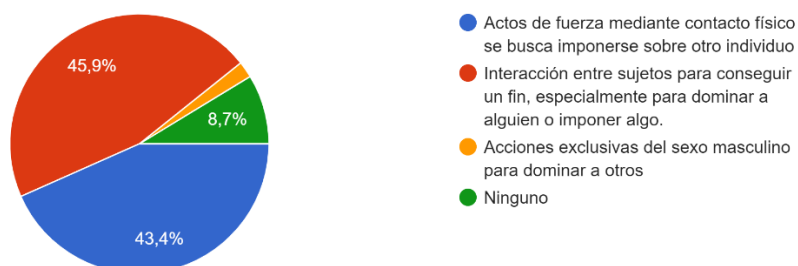 45,9%
8,7%
43,4%
Actos de fuerza mediante contacto físico
se busca imponerse sobre otro individuo
Interacción entre sujetos para conseguir
un fin, especialmente para dominar a
alguien o imponer algo.
Acciones exclusivas del sexo masculino
para dominar a otros
Ninguno